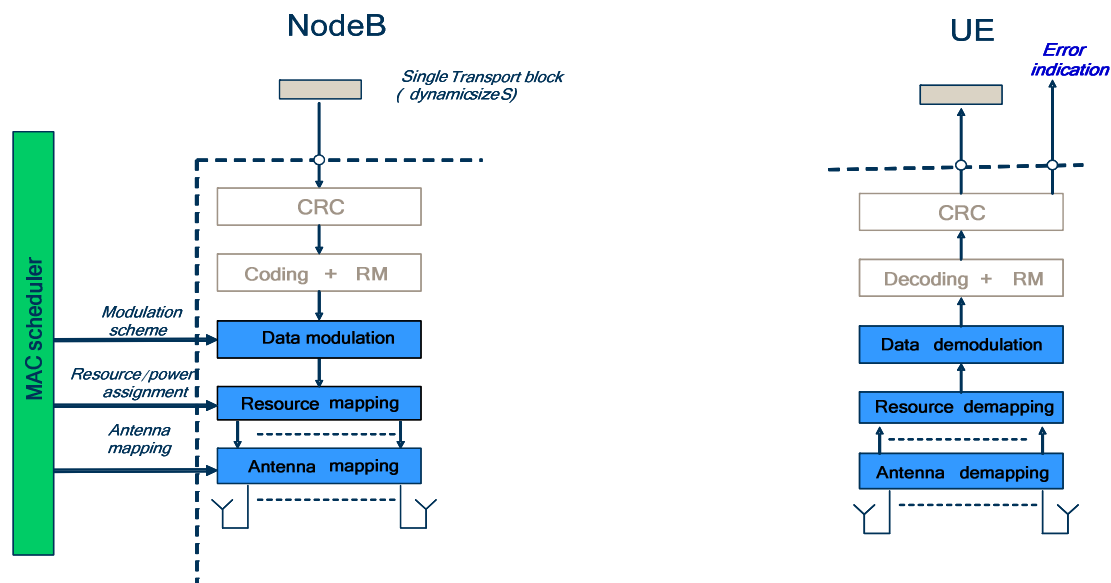 NodeB
UE
Single Transport block
( dynamicsize S)
Error
indication
MAC scheduler
CRC
Coding + RM
Modulation
scheme
Data modulation
Resource/power
assignment
Resource mapping
Antenna
mapping
Antenna mapping
CRC
Decoding + RM
Data demodulation
Resource demapping
Antenna demapping